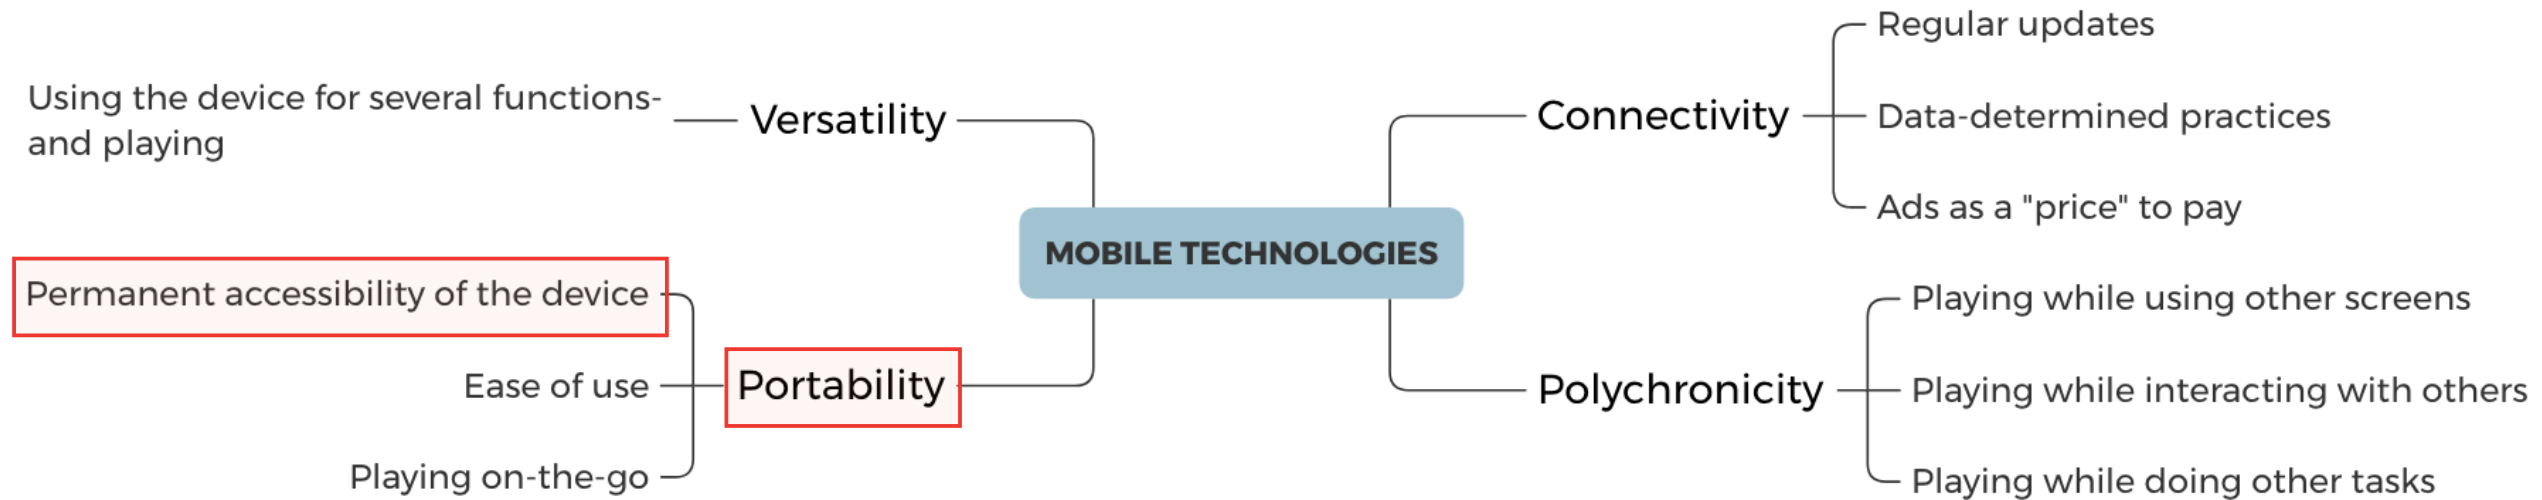 Using the device for several functions-
and playing
Versatility
Permanent accessibility of the device
Ease of use
Playing on-the-go
Portability
MOBILE TECHNOLOGIES
Connectivity
Regular updates
Data-determined practices
Ads as a "price" to pay
Polychronicity
Playing while using other screens
Playing while interacting with others
Playing while doing other tasks